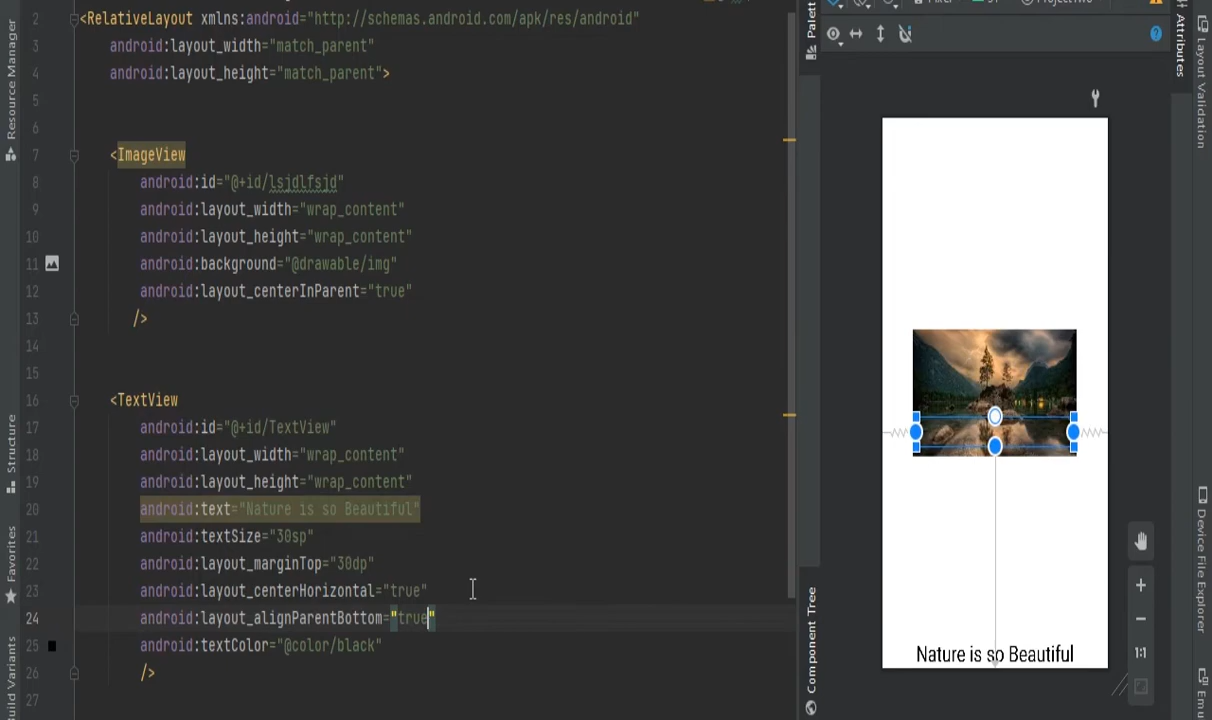 2 <RelativeLayout xmlns:android="http://schemas.android.com/apk/res/android"
3 android:layout_width="match_parent"
4 android:layout_height="match_parent">
5
6
7 <ImageView
8 android:id="@+id/lsjdlfsjd"
9 android:layout_width="wrap_content"
10 android:layout_height="wrap_content"
11 android:background="@drawable/img"
12 android:layout_centerInParent="true"
13 />
14
15
16 <TextView
17 android:id="@+id/TextView"
18 android:layout_width="wrap_content"
19 android:layout_height="wrap_content"
20 android:text="Nature is so Beautiful"
21 android:textSize="30sp"
22 android:layout_marginTop="30dp"
23 android:layout_centerHorizontal="true"
24 android:layout_alignParentBottom="true"
25 android:textColor="@color/black"
26 />
27
Resource Manager
Structure
Favorites
Build Variants
Component Tree
Nature is so Beautiful
1:1
Attributes
Layout Validation
Device File Explorer